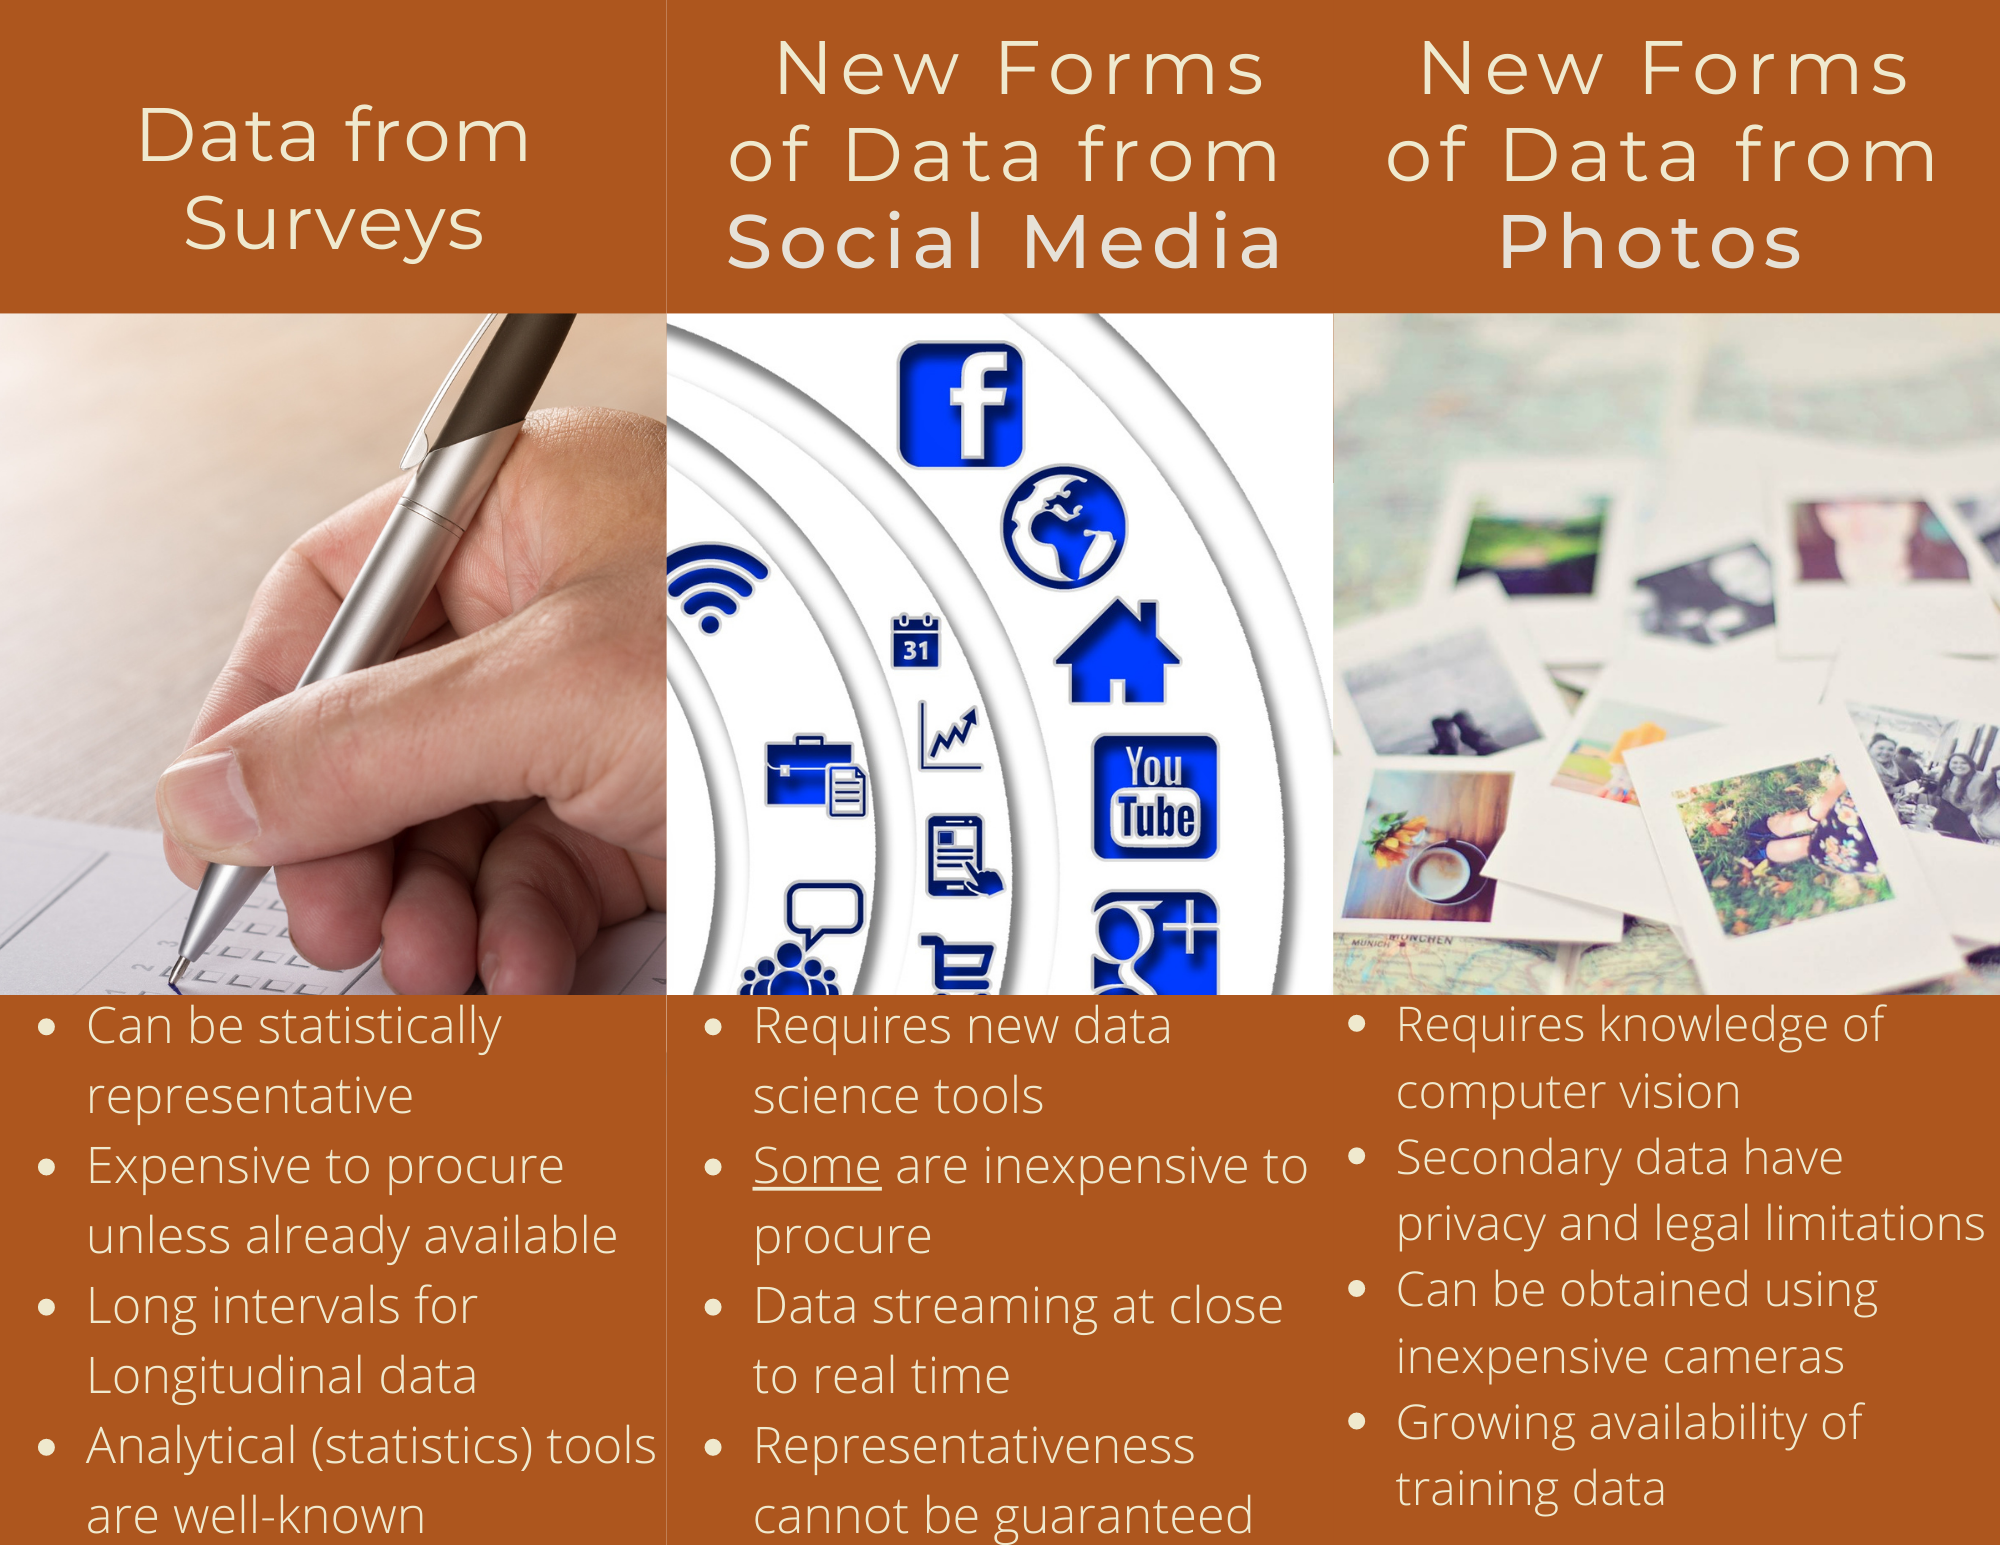 Data from
Surveys
New Forms
of Data from
Social Media
New Forms
of Data from
Photos
f
31
You
Tube
g+
2
3
MUNICH
MÜNCHEN
• Can be statistically
representative
• Expensive to procure
unless already available
• Long intervals for
Longitudinal data
• Analytical (statistics) tools
are well-known
• Requires new data
science tools
• Some are inexpensive to
procure
• Data streaming at close
to real time
• Representativeness
cannot be guaranteed
• Requires knowledge of
computer vision
• Secondary data have
privacy and legal limitations
• Can be obtained using
inexpensive cameras
• Growing availability of
training data